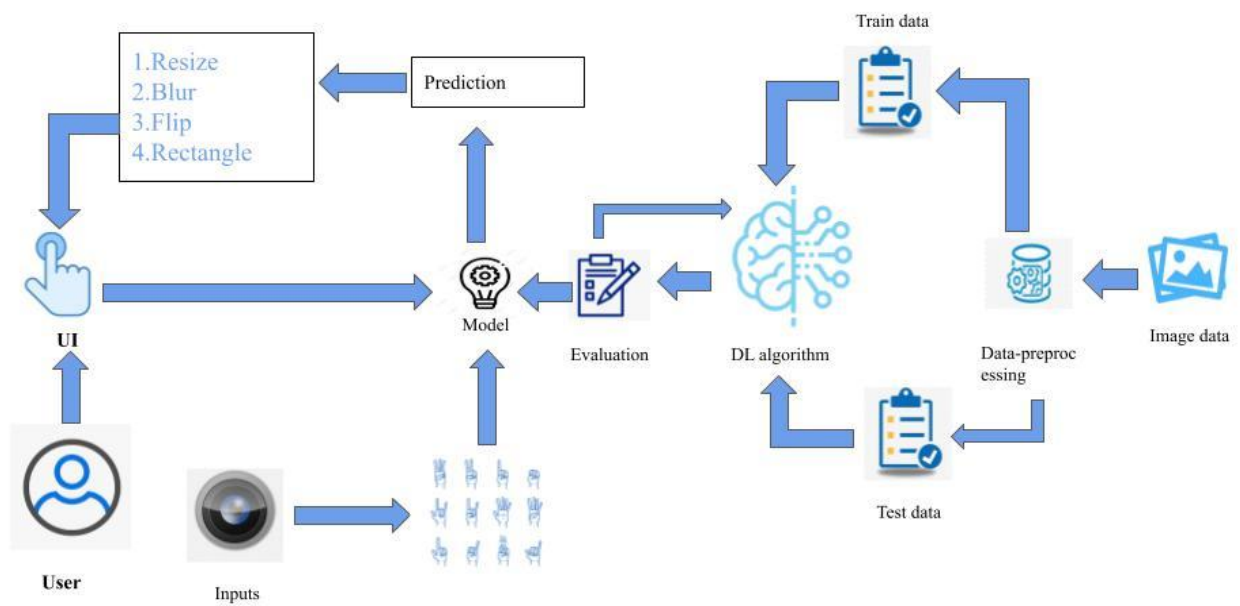 Train data
1.Resize
2.Blur
3.Flip
4.Rectangle
Prediction
UI
Model
Evaluation
DL algorithm
Data-preproc
essing
Image data
Test data
User
Inputs